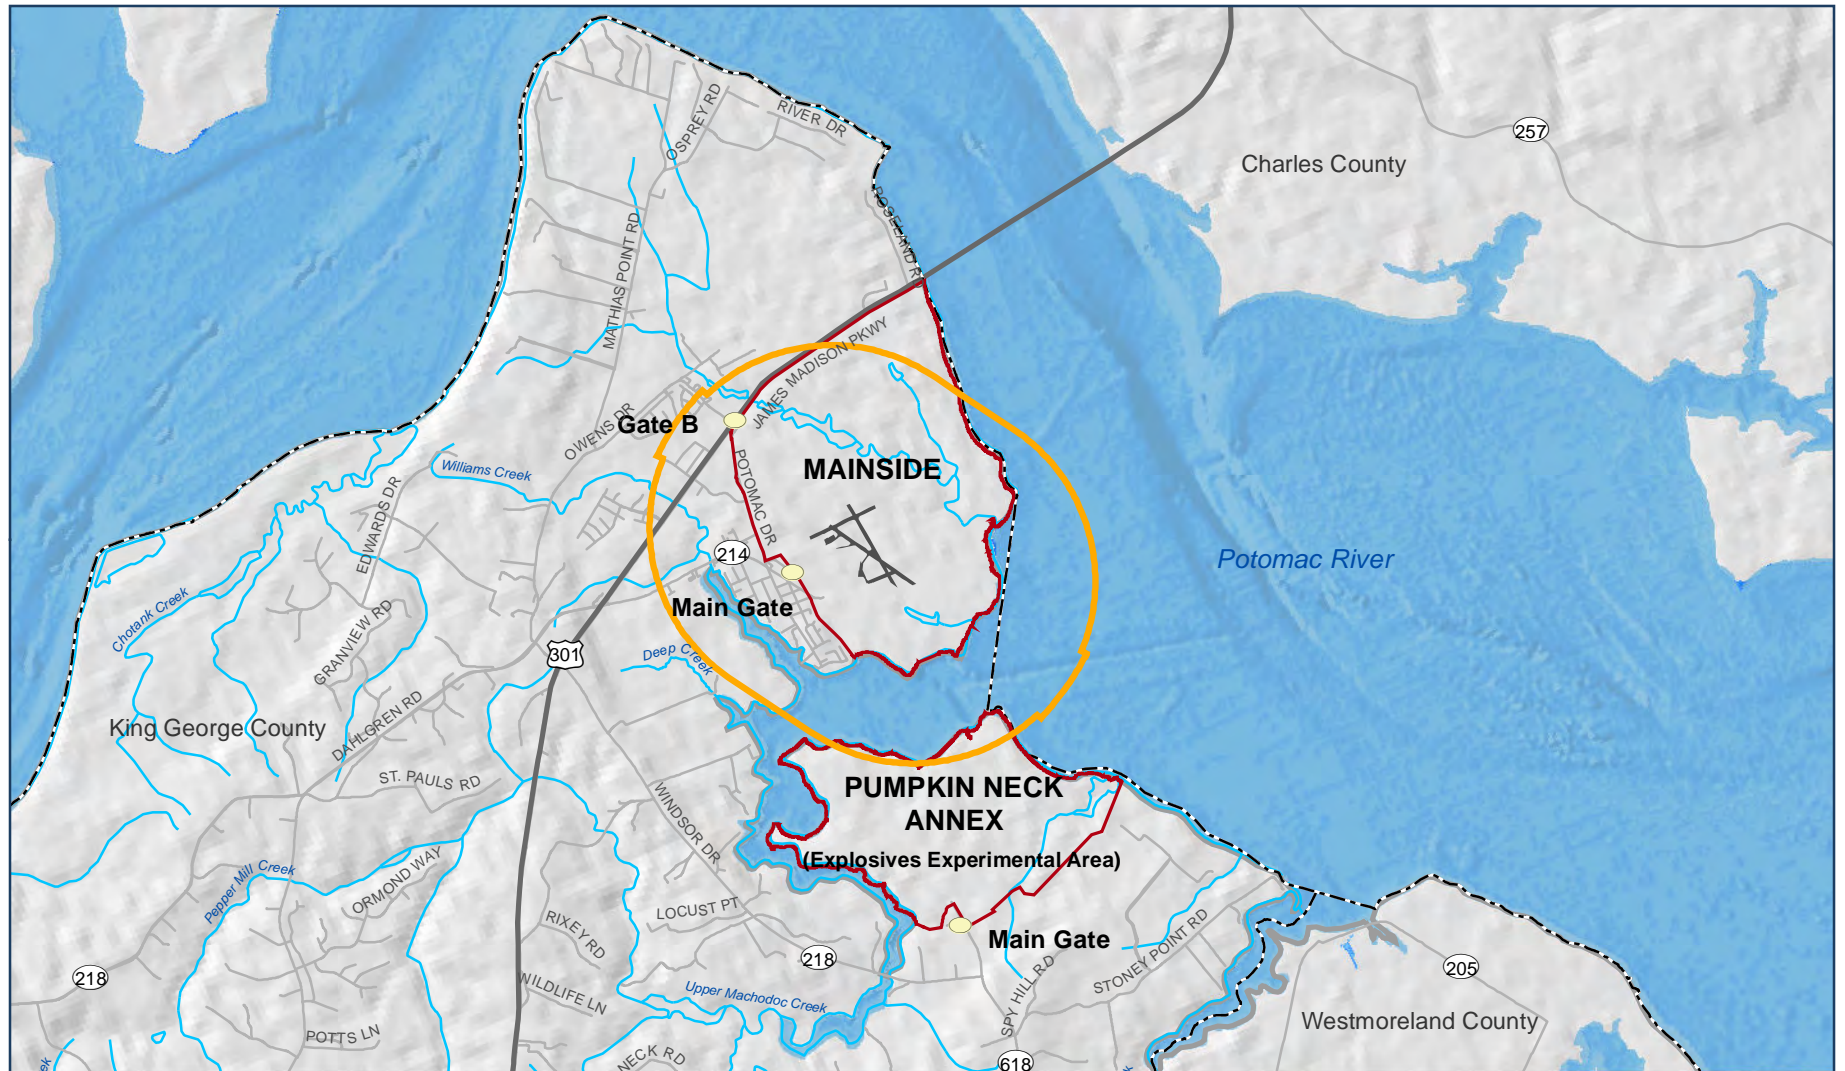 OSPREY RD
RIVER DR
257
Charles County
ROSELAND RD
MATHIAS POINT RD
JAMES MADISON PKWY
OWENS DR
Gate B
MAINSIDE
Williams Creek
POTOMAC DR
EDWARDS DR
214
Potomac River
Chotank Creek
Main Gate
GRANVIEW RD
301
Deep Creek
King George County
DAHLGREN RD
ST. PAULS RD
PUMPKIN NECK
ANNEX
WINDSOR DR
(Explosives Experimental Area)
Pepper Mill Creek
ORMOND WAY
LOCUST PT
RIXEY RD
Main Gate
STONEY POINT RD
218
218
205
WILDLIFE LN
Upper Machodoc Creek
SPY HILL RD
Westmoreland County
POTTS LN
NECK RD
618